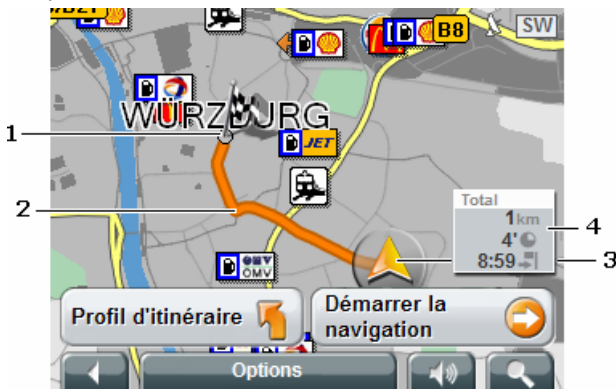 B8
SW
WÜRZBURG
1
JET
2
Total
1km
4'
8:59
4
3
OMV
OMV
Profil d'itinéraire
Démarrer la
navigation
Options